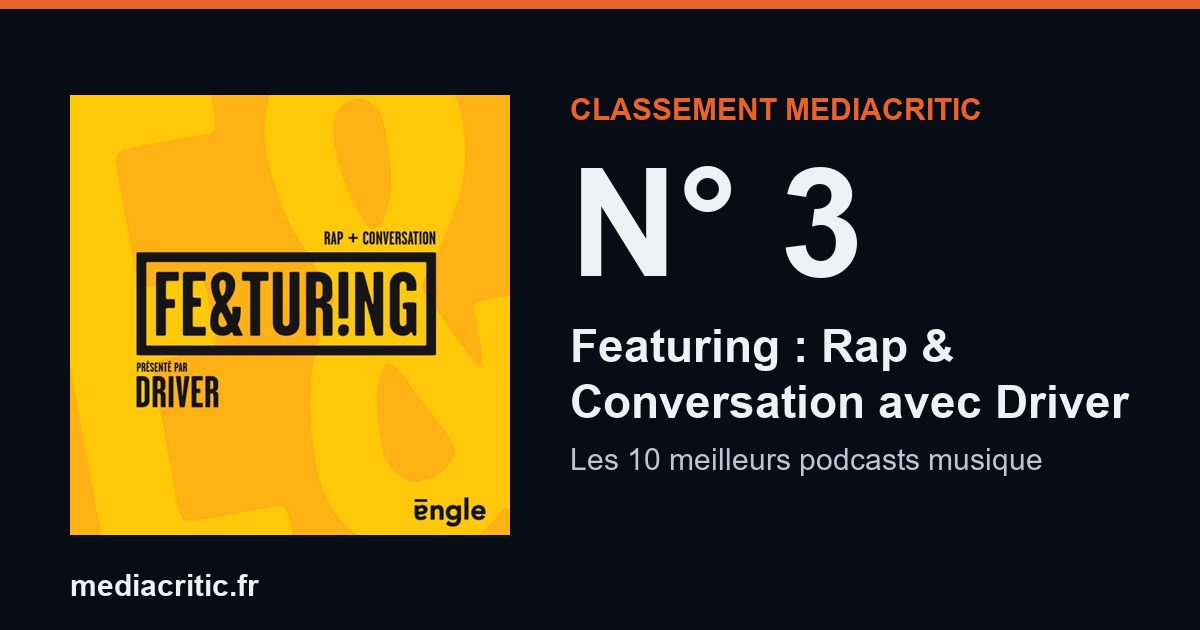 CLASSEMENT MEDIACRITIC
N° 3
Featuring : Rap &
Conversation avec Driver
Les 10 meilleurs podcasts musique
RAP + CONVERSATION
FE&TUR!NG
PRÉSENTÉ PAR
DRIVER
engle
mediacritic.fr